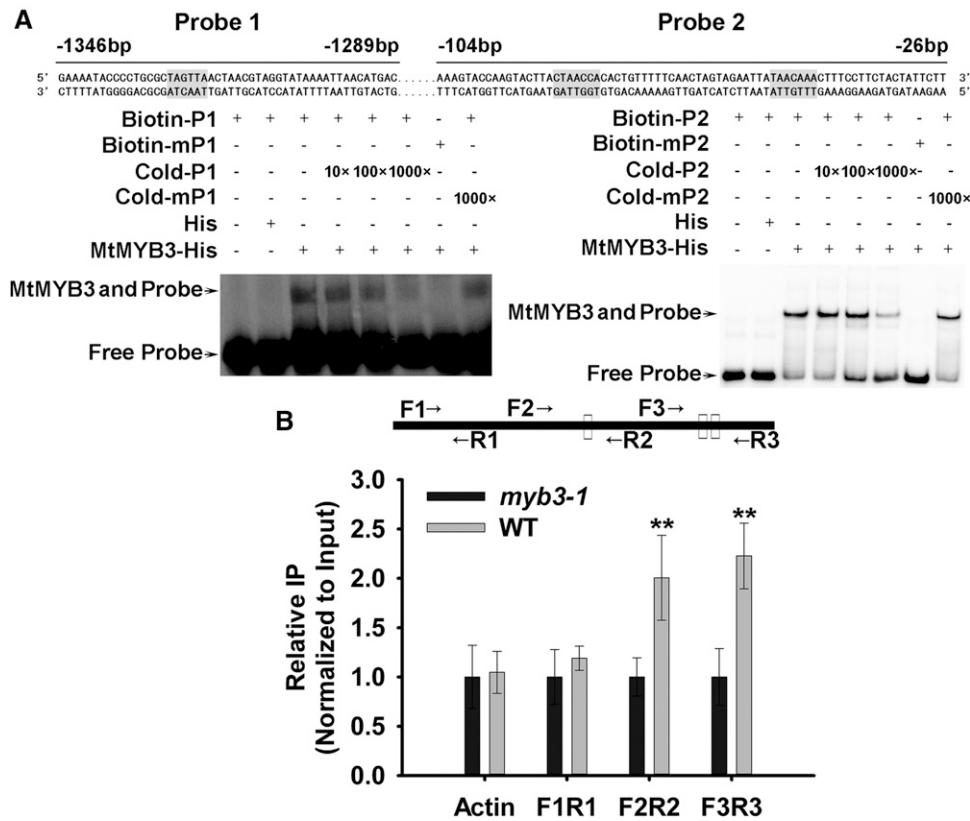 A
Probe 1
Probe 2
-1346bp
-1289bp
-104bp
-26bp
5' GAAAATACCCCTGCGCTAGTTAACTAACGTAGGTATAAAATTAACATGAC......AAAGTACCAAGTACTTACTAACCACACTGTTTTTCAACTAGTAGAATTATAACAAACTTTCCTTCTACTATTCTT 3'
3' CTTTTATGGGGACGCGATCAATTGATTGCATCCATATTTTAATTGTACTG......TTTCATGGTTCATGAATGATTGGTGTGACAAAAAGTTGATCATCTTAATATTGTTTGAAAGGAAGATGATAAGAA 5'
Biotin-P1 + + + + + + - +
Biotin-mP1 - - - - - - + -
Cold-P1 - - - 10× 100× 1000× - -
Cold-mP1 - - - - - - - 1000×
His - + - - - - - -
MtMYB3-His - - + + + + + +
MtMYB3 and Probe→
Free Probe→
Biotin-P2 + + + + + + - +
Biotin-mP2 - - - - - - + -
Cold-P2 - - - 10× 100× 1000× - -
Cold-mP2 - - - - - - - 1000×
His - + - - - - - -
MtMYB3-His - - + + + + + +
MtMYB3 and Probe→
Free Probe→
B
F1→ F2→ F3→
←R1 ←R2 ←R3
Relative IP
(Normalized to Input)
3.0
2.5
2.0
1.5
1.0
0.5
0.0
myb3-1
WT
**
**
Actin F1R1 F2R2 F3R3